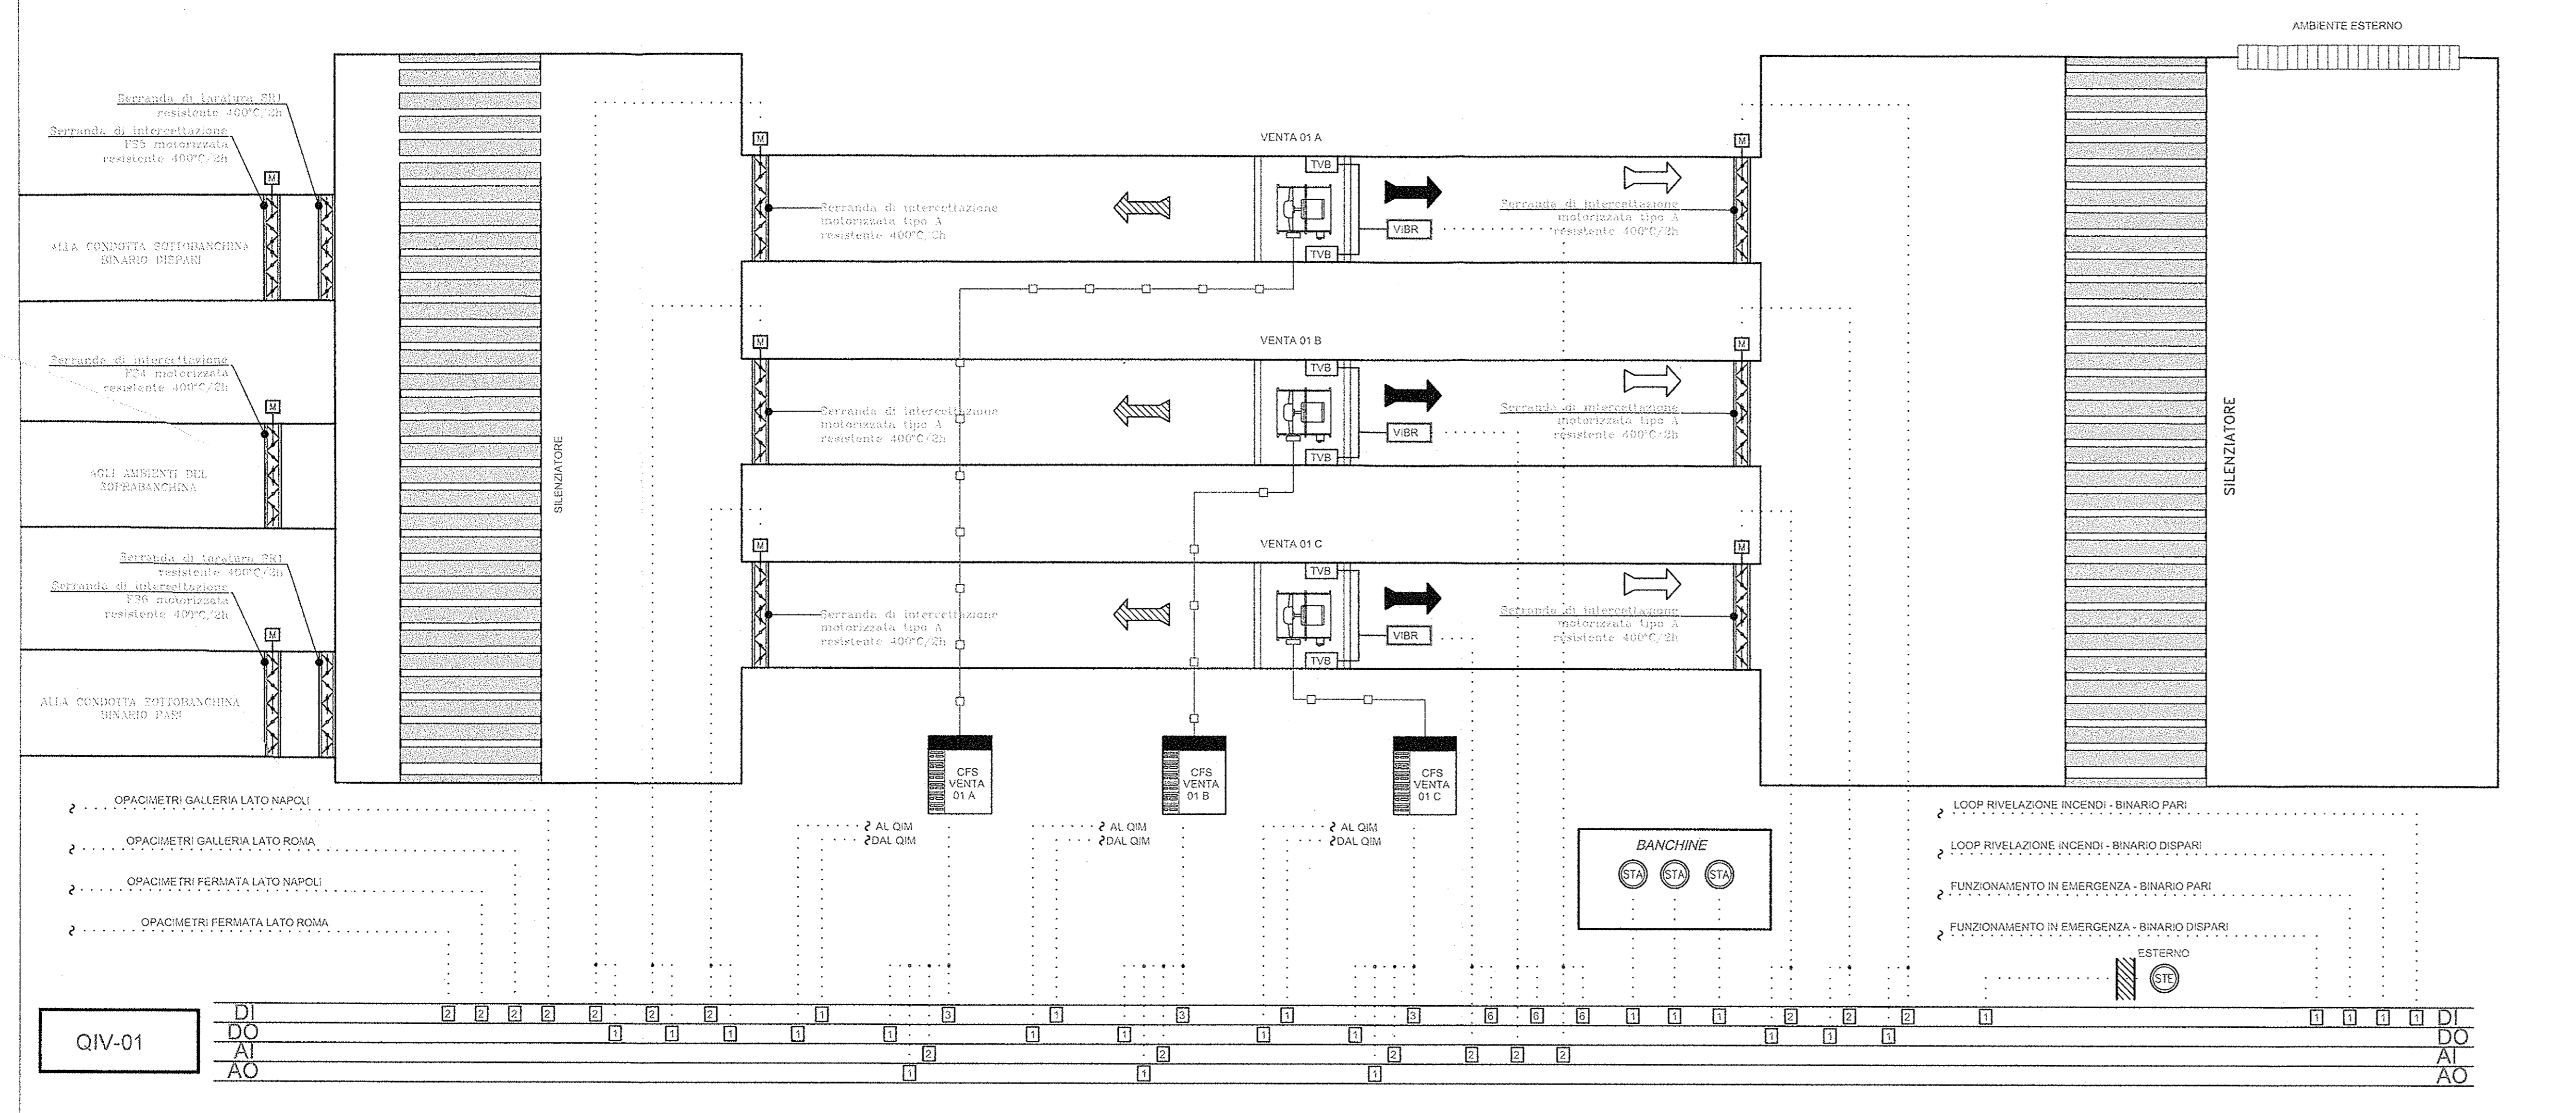 AMBIENTE ESTERNO
Serranda di taratura SR1
resistente 400°C/2h
Serranda di intercettazione
FS5 motorizzata
resistente 400°C/2h
M
ALLA CONDOTTA SOTTOBANCHINA
BINARIO DISPARI
Serranda di intercettazione
FS4 motorizzata
resistente 400°C/2h
M
AGLI AMBIENTI DEL
SOPRABANCHINA
Serranda di taratura SR1
resistente 400°C/2h
Serranda di intercettazione
FS6 motorizzata
resistente 400°C/2h
M
ALLA CONDOTTA SOTTOBANCHINA
BINARIO PARI
SILENZIATORE
VENTA 01 A
M
TVB
M
Serranda di intercettazione
motorizzata tipo A
resistente 400°C/2h
VIBR
Serranda di intercettazione
motorizzata tipo A
resistente 400°C/2h
TVB
VENTA 01 B
M
TVB
M
Serranda di intercettazione
motorizzata tipo A
resistente 400°C/2h
VIBR
Serranda di intercettazione
motorizzata tipo A
resistente 400°C/2h
TVB
VENTA 01 C
M
TVB
M
Serranda di intercettazione
motorizzata tipo A
resistente 400°C/2h
VIBR
Serranda di intercettazione
motorizzata tipo A
resistente 400°C/2h
TVB
SILENZIATORE
CFS
VENTA
01 A
CFS
VENTA
01 B
CFS
VENTA
01 C
OPACIMETRI GALLERIA LATO NAPOLI
OPACIMETRI GALLERIA LATO ROMA
OPACIMETRI FERMATA LATO NAPOLI
OPACIMETRI FERMATA LATO ROMA
AL QIM
DAL QIM
AL QIM
DAL QIM
AL QIM
DAL QIM
BANCHINE
STA STA STA
LOOP RIVELAZIONE INCENDI - BINARIO PARI
LOOP RIVELAZIONE INCENDI - BINARIO DISPARI
FUNZIONAMENTO IN EMERGENZA - BINARIO PARI
FUNZIONAMENTO IN EMERGENZA - BINARIO DISPARI
ESTERNO
STE
QIV-01
DI 2 2 2 2 2 2 2 1 3 1 3 1 3 6 6 6 1 1 1 2 2 2 1 1 1 1 1 DI
DO 1 1 1 1 1 1 1 1 1 1 1 1 DO
AI 2 2 2 2 2 2 AI
AO 1 1 1 AO